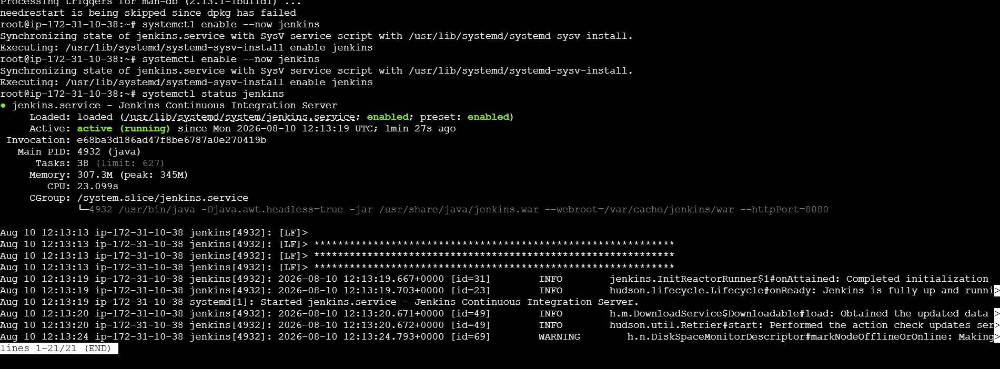 Processing triggers for man-db (2.13.1-1build1) ...
needrestart is being skipped since dpkg has failed
root@ip-172-31-10-38:~# systemctl enable --now jenkins
Synchronizing state of jenkins.service with SysV service script with /usr/lib/systemd/systemd-sysv-install.
Executing: /usr/lib/systemd/systemd-sysv-install enable jenkins
root@ip-172-31-10-38:~# systemctl enable --now jenkins
Synchronizing state of jenkins.service with SysV service script with /usr/lib/systemd/systemd-sysv-install.
Executing: /usr/lib/systemd/systemd-sysv-install enable jenkins
root@ip-172-31-10-38:~# systemctl status jenkins
● jenkins.service - Jenkins Continuous Integration Server
     Loaded: loaded (/usr/lib/systemd/system/jenkins.service; enabled; preset: enabled)
     Active: active (running) since Mon 2026-08-10 12:13:19 UTC; 1min 27s ago
 Invocation: e68ba3d186ad47f8be6787a0e270419b
   Main PID: 4932 (java)
      Tasks: 38 (limit: 627)
     Memory: 307.3M (peak: 345M)
        CPU: 23.099s
     CGroup: /system.slice/jenkins.service
             └─4932 /usr/bin/java -Djava.awt.headless=true -jar /usr/share/java/jenkins.war --webroot=/var/cache/jenkins/war --httpPort=8080
Aug 10 12:13:13 ip-172-31-10-38 jenkins[4932]: [LF]>
Aug 10 12:13:13 ip-172-31-10-38 jenkins[4932]: [LF]> *************************************************************
Aug 10 12:13:13 ip-172-31-10-38 jenkins[4932]: [LF]> *************************************************************
Aug 10 12:13:13 ip-172-31-10-38 jenkins[4932]: [LF]> *************************************************************
Aug 10 12:13:19 ip-172-31-10-38 jenkins[4932]: 2026-08-10 12:13:19.667+0000 [id=31]        INFO        jenkins.InitReactorRunner$1#onAttained: Completed initialization
Aug 10 12:13:19 ip-172-31-10-38 jenkins[4932]: 2026-08-10 12:13:19.703+0000 [id=23]        INFO        hudson.lifecycle.Lifecycle#onReady: Jenkins is fully up and runni>
Aug 10 12:13:19 ip-172-31-10-38 systemd[1]: Started jenkins.service - Jenkins Continuous Integration Server.
Aug 10 12:13:20 ip-172-31-10-38 jenkins[4932]: 2026-08-10 12:13:20.671+0000 [id=49]        INFO        h.m.DownloadService$Downloadable#load: Obtained the updated data >
Aug 10 12:13:20 ip-172-31-10-38 jenkins[4932]: 2026-08-10 12:13:20.672+0000 [id=49]        INFO        hudson.util.Retrier#start: Performed the action check updates ser>
Aug 10 12:13:24 ip-172-31-10-38 jenkins[4932]: 2026-08-10 12:13:24.793+0000 [id=69]        WARNING        h.n.DiskSpaceMonitorDescriptor#markNodeOfflineOrOnline: Making>
lines 1-21/21 (END)